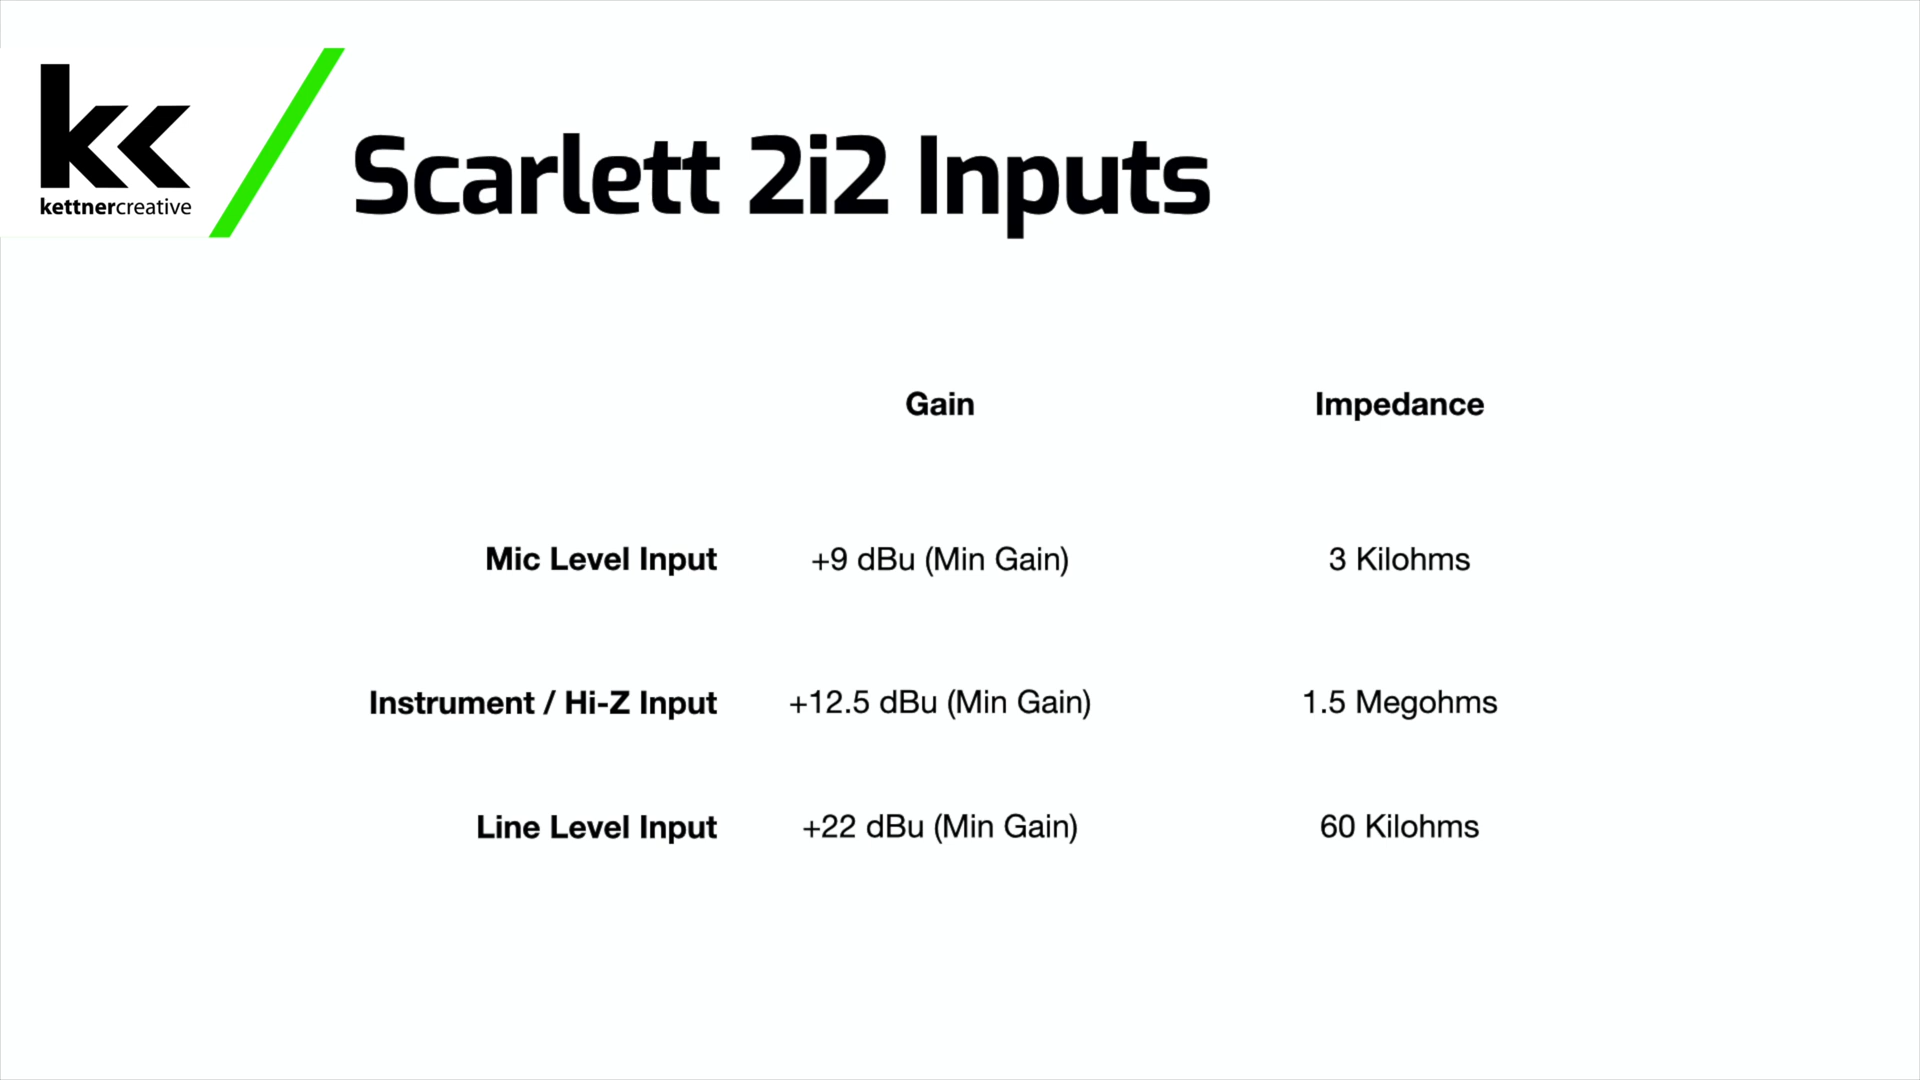 kettnercreative
Scarlett 2i2 Inputs
Gain Impedance
Mic Level Input +9 dBu (Min Gain) 3 Kilohms
Instrument / Hi-Z Input +12.5 dBu (Min Gain) 1.5 Megohms
Line Level Input +22 dBu (Min Gain) 60 Kilohms